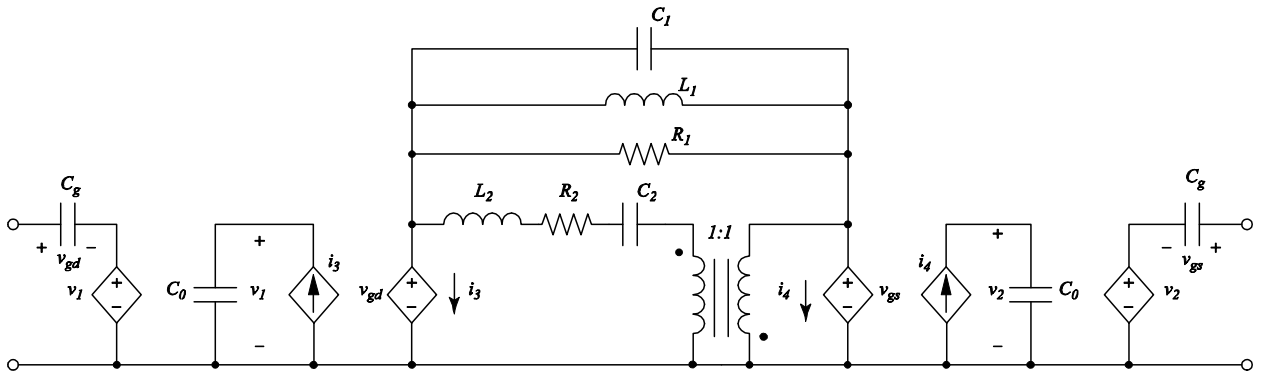 C1
L1
R1
Cg
L2
R2
C2
Cg
1:1
+ vgd −
+
i3
i4
+
− vgs +
v1
+
−
C0
v1
vgd
+
−
i3
i4
+
−
vgs
v2
C0
+
−
v2
−
−